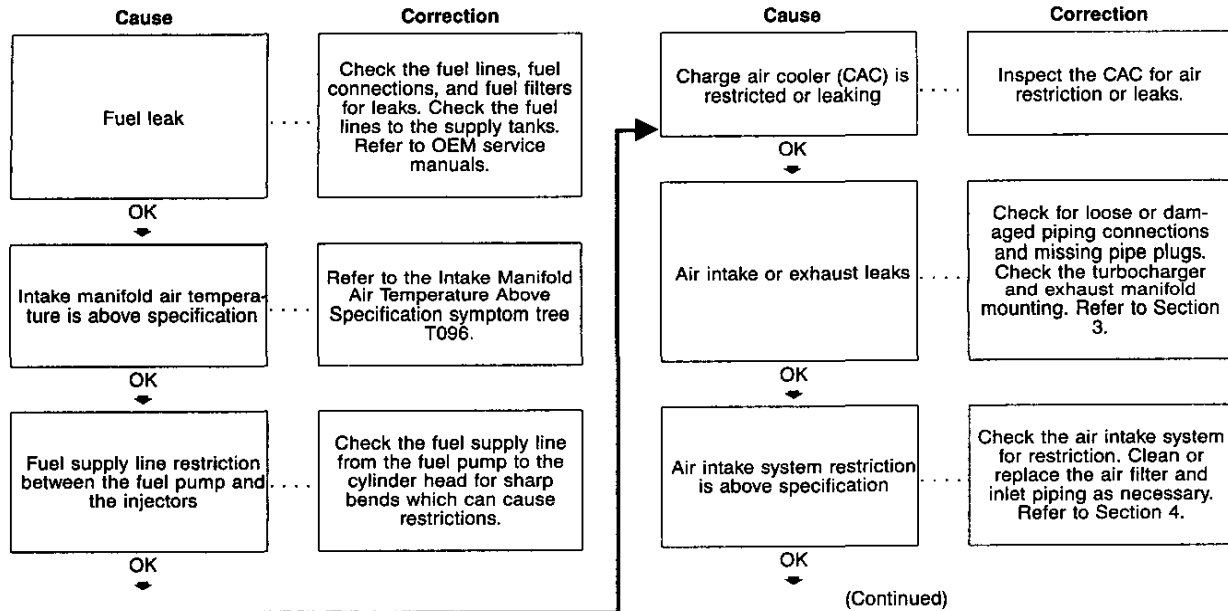 Cause
Correction
Fuel leak
Check the fuel lines, fuel
connections, and fuel filters
for leaks. Check the fuel
lines to the supply tanks.
Refer to OEM service
manuals.
OK
Intake manifold air tempera-
ture is above specification
Refer to the Intake Manifold
Air Temperature Above
Specification symptom tree
T096.
OK
Fuel supply line restriction
between the fuel pump and
the injectors
Check the fuel supply line
from the fuel pump to the
cylinder head for sharp
bends which can cause
restrictions.
OK
Cause
Correction
Charge air cooler (CAC) is
restricted or leaking
Inspect the CAC for air
restriction or leaks.
OK
Air intake or exhaust leaks
Check for loose or dam-
aged piping connections
and missing pipe plugs.
Check the turbocharger
and exhaust manifold
mounting. Refer to Section
3.
OK
Air intake system restriction
is above specification
Check the air intake system
for restriction. Clean or
replace the air filter and
inlet piping as necessary.
Refer to Section 4.
OK
(Continued)